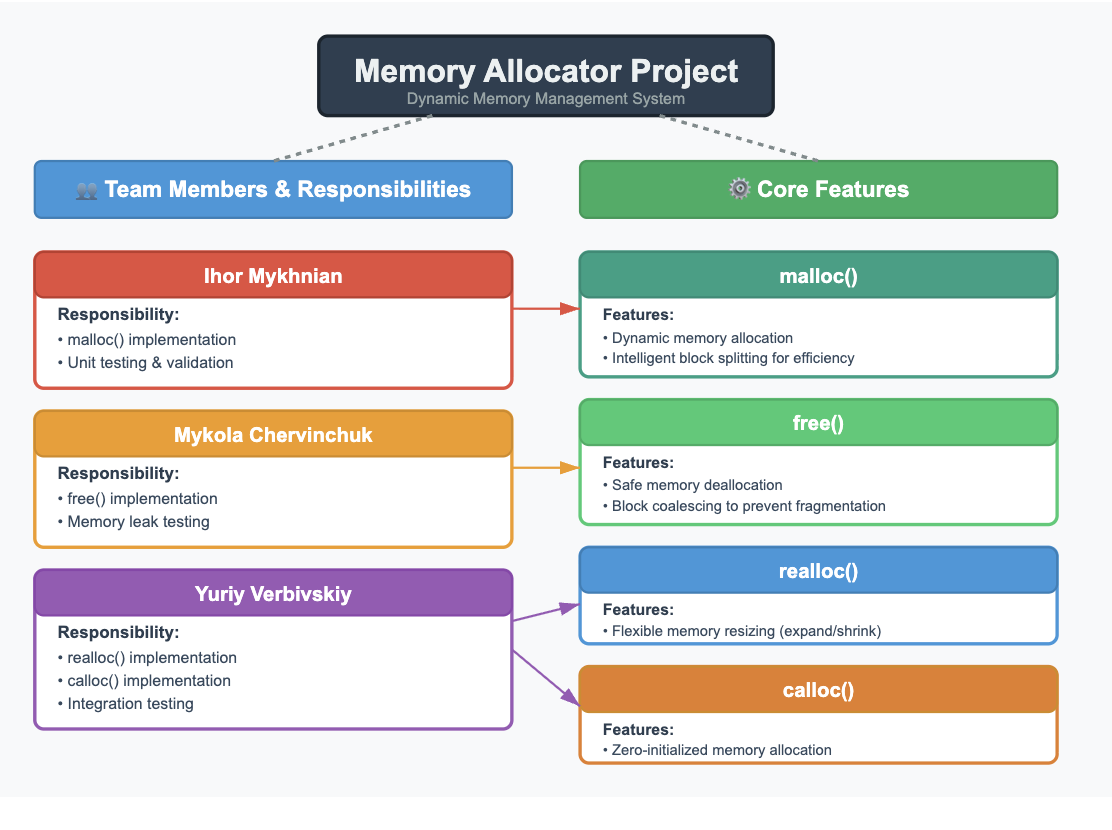 Memory Allocator Project
Dynamic Memory Management System
👥 Team Members & Responsibilities
Ihor Mykhnian
Responsibility:
• malloc() implementation
• Unit testing & validation
Mykola Chervinchuk
Responsibility:
• free() implementation
• Memory leak testing
Yuriy Verbivskiy
Responsibility:
• realloc() implementation
• calloc() implementation
• Integration testing
⚙️ Core Features
malloc()
Features:
• Dynamic memory allocation
• Intelligent block splitting for efficiency
free()
Features:
• Safe memory deallocation
• Block coalescing to prevent fragmentation
realloc()
Features:
• Flexible memory resizing (expand/shrink)
calloc()
Features:
• Zero-initialized memory allocation